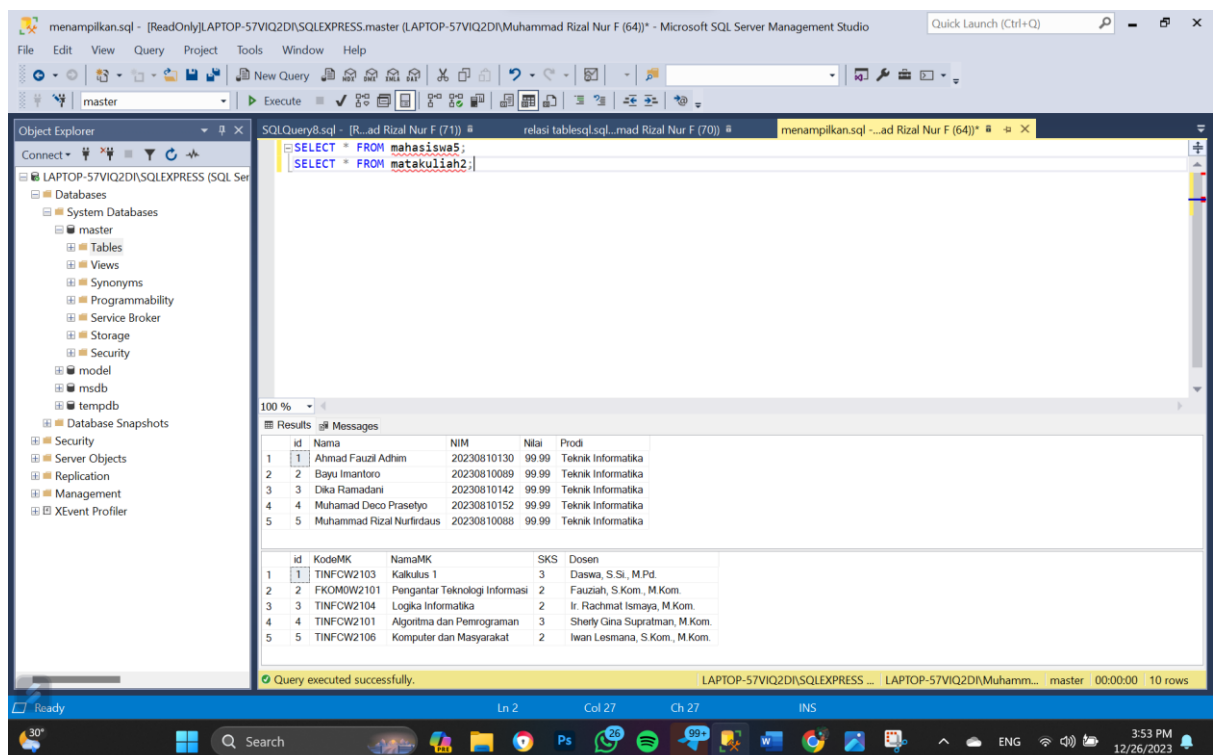 menampilkan.sql - [ReadOnly]LAPTOP-57VIQ2DI\SQLEXPRESS.master (LAPTOP-57VIQ2DI\Muhammad Rizal Nur F (64))* - Microsoft SQL Server Management Studio
Quick Launch (Ctrl+Q)
File Edit View Query Project Tools Window Help
New Query
master
Execute
Object Explorer
Connect
LAPTOP-57VIQ2DI\SQLEXPRESS (SQL Ser
Databases
System Databases
master
Tables
Views
Synonyms
Programmability
Service Broker
Storage
Security
model
msdb
tempdb
Database Snapshots
Security
Server Objects
Replication
Management
XEvent Profiler
SQLQuery8.sql - [R...ad Rizal Nur F (71))
relasi tablesql.sql...mad Rizal Nur F (70))
menampilkan.sql -...ad Rizal Nur F (64))*
SELECT * FROM mahasiswa5;
SELECT * FROM matakuliah2;
100 %
Results Messages
id Nama NIM Nilai Prodi
1 1 Ahmad Fauzil Adhim 20230810130 99.99 Teknik Informatika
2 2 Bayu Imantoro 20230810089 99.99 Teknik Informatika
3 3 Dika Ramadani 20230810142 99.99 Teknik Informatika
4 4 Muhamad Deco Prasetyo 20230810152 99.99 Teknik Informatika
5 5 Muhammad Rizal Nurfirdaus 20230810088 99.99 Teknik Informatika
id KodeMK NamaMK SKS Dosen
1 1 TINFCW2103 Kalkulus 1 3 Daswa, S.Si., M.Pd.
2 2 FKOM0W2101 Pengantar Teknologi Informasi 2 Fauziah, S.Kom., M.Kom.
3 3 TINFCW2104 Logika Informatika 2 Ir. Rachmat Ismaya, M.Kom.
4 4 TINFCW2101 Algoritma dan Pemrograman 3 Sherly Gina Supratman, M.Kom.
5 5 TINFCW2106 Komputer dan Masyarakat 2 Iwan Lesmana, S.Kom., M.Kom.
Query executed successfully.
LAPTOP-57VIQ2DI\SQLEXPRESS ... LAPTOP-57VIQ2DI\Muhamm... master 00:00:00 10 rows
Ready Ln 2 Col 27 Ch 27 INS
30°
Search
PRE
Ps
26
99+
W
ENG
3:53 PM
12/26/2023